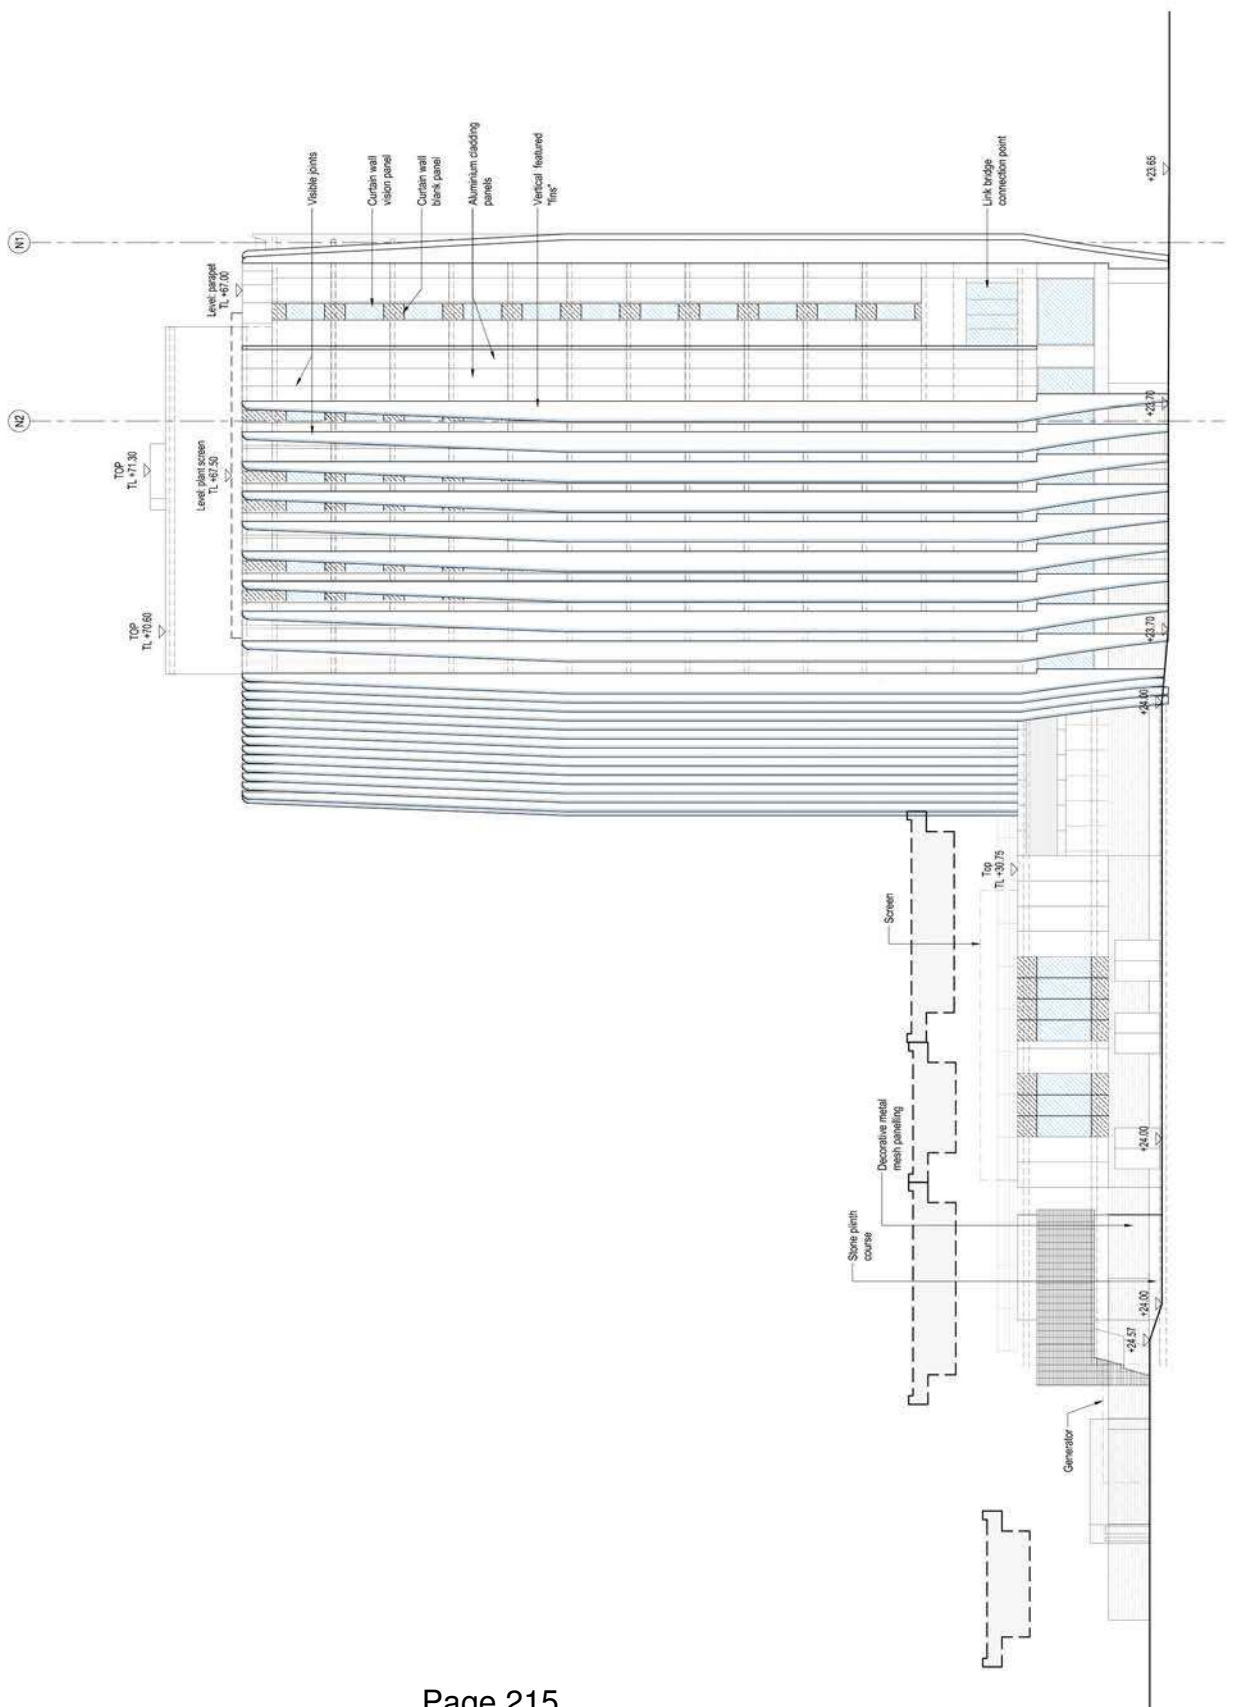 N1
N2
TOP
TL +71.30
TOP
TL +70.60
Level: parapet
TL +67.00
Level: plant screen
TL +67.50
Visible joints
Curtain wall
vision panel
Curtain wall
blank panel
Aluminium cladding
panels
Vertical featured
"fins"
Link bridge
connection point
+23.65
+23.70
+23.70
+24.00
Top
TL +30.75
Screen
Decorative metal
mesh panelling
Stone plinth
course
+24.00
+24.00
+24.57
Generator
Page 215